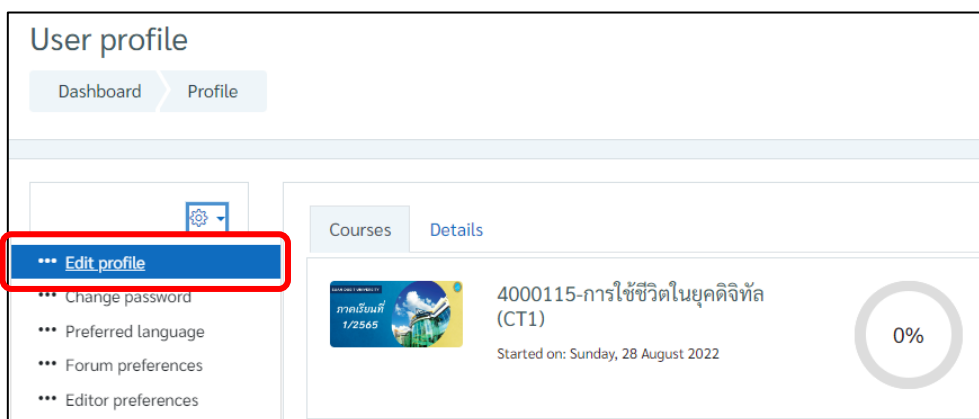 User profile
Dashboard
Profile
Courses
Details
••• Edit profile
••• Change password
••• Preferred language
••• Forum preferences
••• Editor preferences
ภาคเรียนที่
1/2565
4000115-การใช้ชีวิตในยุคดิจิทัล
(CT1)
Started on: Sunday, 28 August 2022
0%